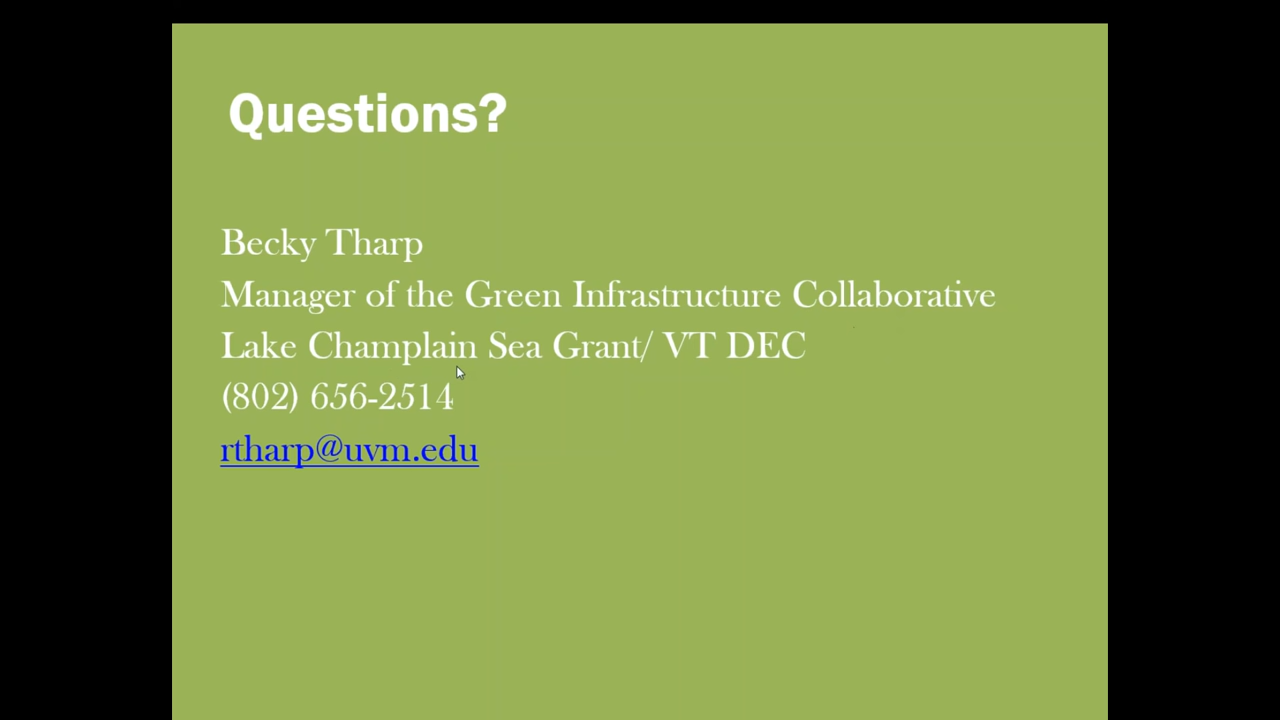 Questions?
Becky Tharp
Manager of the Green Infrastructure Collaborative
Lake Champlain Sea Grant/ VT DEC
(802) 656-2514
rtharp@uvm.edu